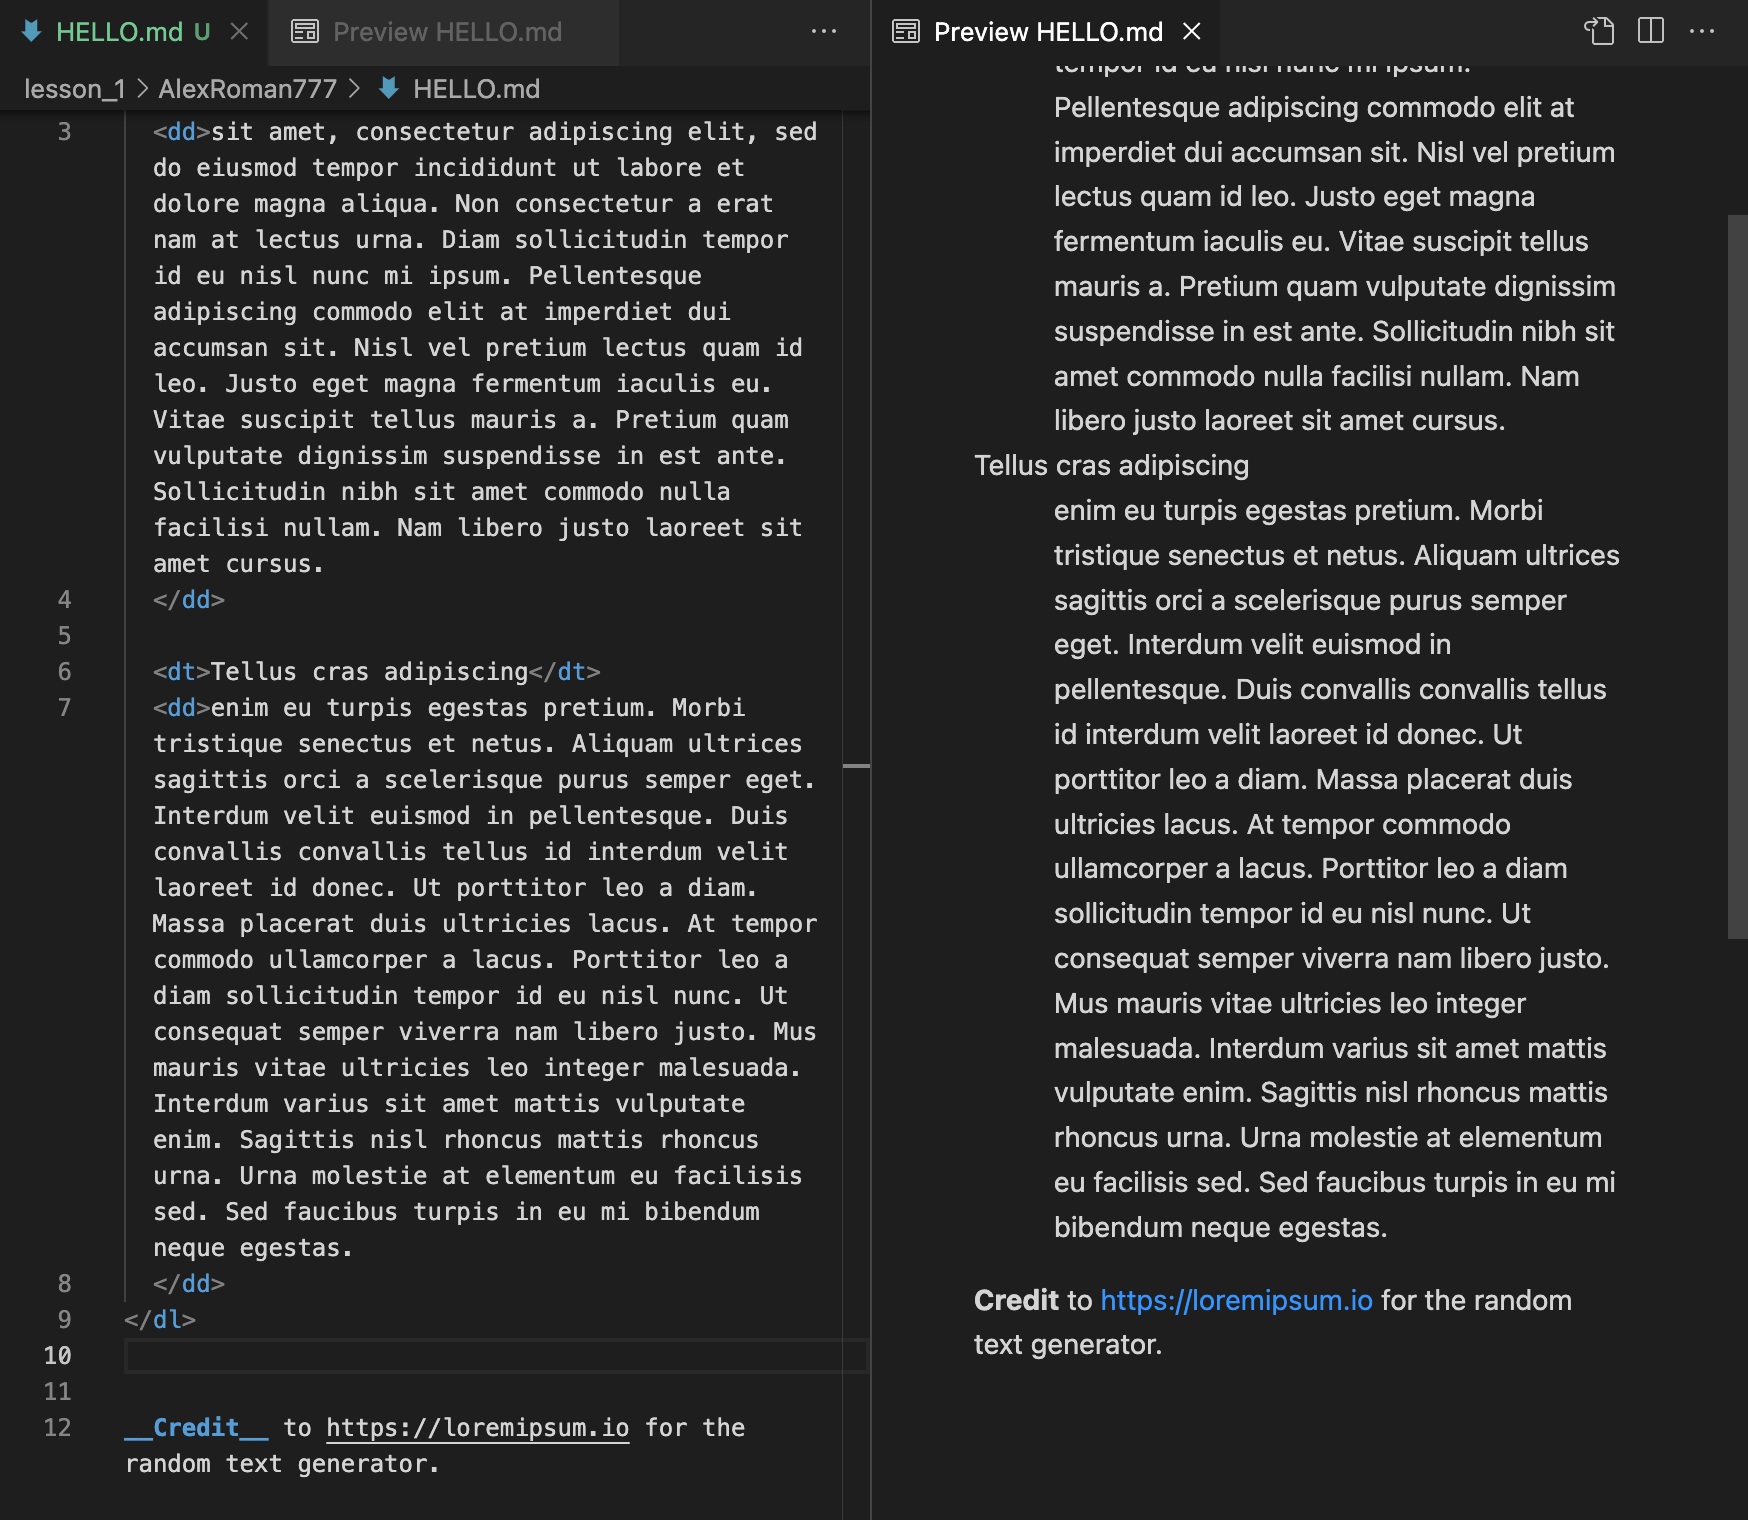 HELLO.md U
Preview HELLO.md
Preview HELLO.md
lesson_1 > AlexRoman777 > HELLO.md
3 <dd>sit amet, consectetur adipiscing elit, sed
do eiusmod tempor incididunt ut labore et
dolore magna aliqua. Non consectetur a erat
nam at lectus urna. Diam sollicitudin tempor
id eu nisl nunc mi ipsum. Pellentesque
adipiscing commodo elit at imperdiet dui
accumsan sit. Nisl vel pretium lectus quam id
leo. Justo eget magna fermentum iaculis eu.
Vitae suscipit tellus mauris a. Pretium quam
vulputate dignissim suspendisse in est ante.
Sollicitudin nibh sit amet commodo nulla
facilisi nullam. Nam libero justo laoreet sit
amet cursus.
4 </dd>
5
6 <dt>Tellus cras adipiscing</dt>
7 <dd>enim eu turpis egestas pretium. Morbi
tristique senectus et netus. Aliquam ultrices
sagittis orci a scelerisque purus semper eget.
Interdum velit euismod in pellentesque. Duis
convallis convallis tellus id interdum velit
laoreet id donec. Ut porttitor leo a diam.
Massa placerat duis ultricies lacus. At tempor
commodo ullamcorper a lacus. Porttitor leo a
diam sollicitudin tempor id eu nisl nunc. Ut
consequat semper viverra nam libero justo. Mus
mauris vitae ultricies leo integer malesuada.
Interdum varius sit amet mattis vulputate
enim. Sagittis nisl rhoncus mattis rhoncus
urna. Urna molestie at elementum eu facilisis
sed. Sed faucibus turpis in eu mi bibendum
neque egestas.
8 </dd>
9 </dl>
10
11
12 __Credit__ to https://loremipsum.io for the
random text generator.
tempor id eu nisl nunc mi ipsum.
Pellentesque adipiscing commodo elit at
imperdiet dui accumsan sit. Nisl vel pretium
lectus quam id leo. Justo eget magna
fermentum iaculis eu. Vitae suscipit tellus
mauris a. Pretium quam vulputate dignissim
suspendisse in est ante. Sollicitudin nibh sit
amet commodo nulla facilisi nullam. Nam
libero justo laoreet sit amet cursus.
Tellus cras adipiscing
enim eu turpis egestas pretium. Morbi
tristique senectus et netus. Aliquam ultrices
sagittis orci a scelerisque purus semper
eget. Interdum velit euismod in
pellentesque. Duis convallis convallis tellus
id interdum velit laoreet id donec. Ut
porttitor leo a diam. Massa placerat duis
ultricies lacus. At tempor commodo
ullamcorper a lacus. Porttitor leo a diam
sollicitudin tempor id eu nisl nunc. Ut
consequat semper viverra nam libero justo.
Mus mauris vitae ultricies leo integer
malesuada. Interdum varius sit amet mattis
vulputate enim. Sagittis nisl rhoncus mattis
rhoncus urna. Urna molestie at elementum
eu facilisis sed. Sed faucibus turpis in eu mi
bibendum neque egestas.
Credit to https://loremipsum.io for the random
text generator.